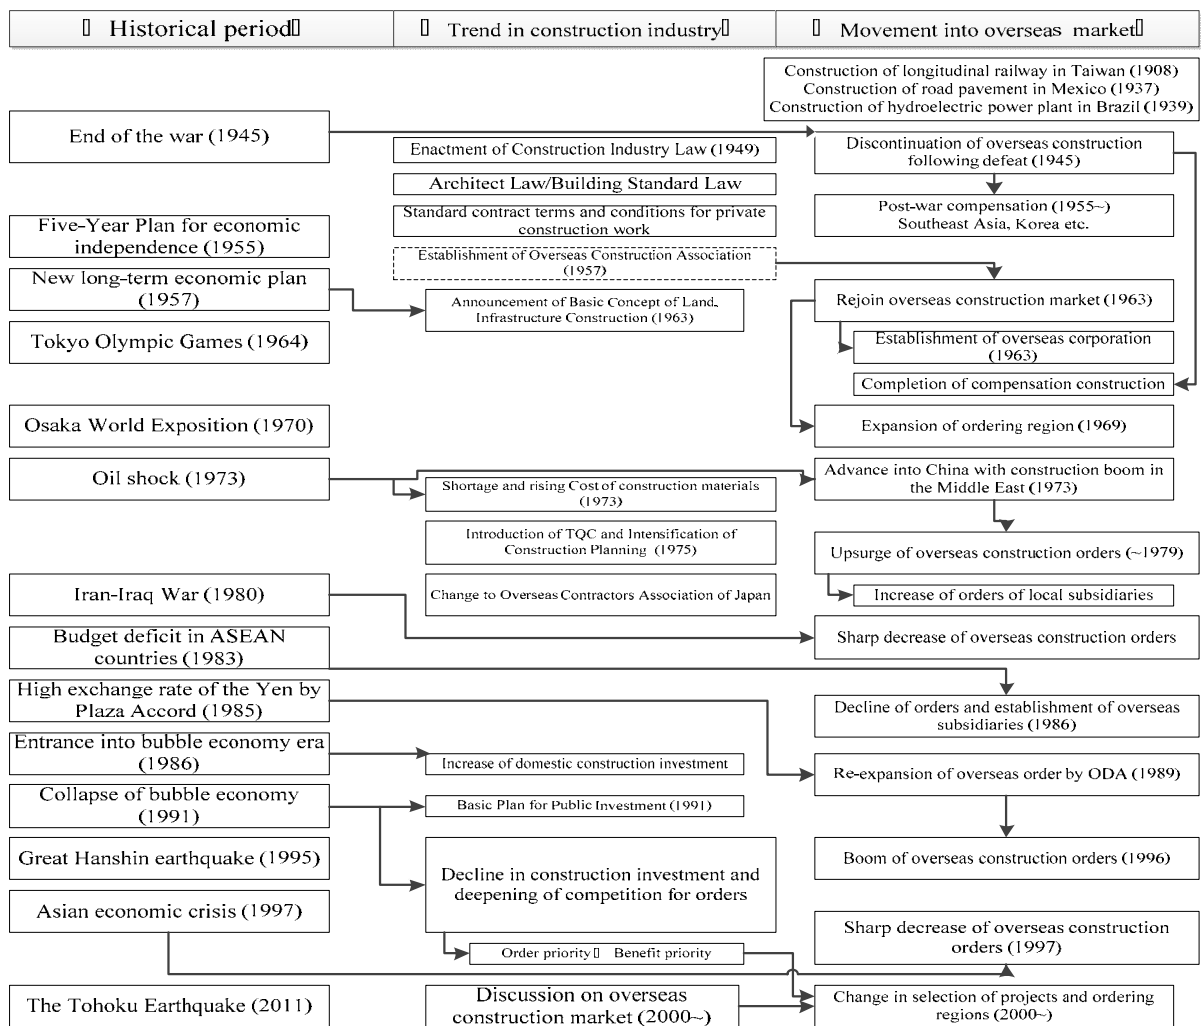 Historical period
Trend in construction industry
Movement into overseas market
Construction of longitudinal railway in Taiwan (1908)
Construction of road pavement in Mexico (1937)
Construction of hydroelectric power plant in Brazil (1939)
End of the war (1945)
Enactment of Construction Industry Law (1949)
Discontinuation of overseas construction
following defeat (1945)
Architect Law/Building Standard Law
Post-war compensation (1955~)
Southeast Asia, Korea etc.
Five-Year Plan for economic
independence (1955)
Standard contract terms and conditions for private
construction work
Establishment of Overseas Construction Association
(1957)
New long-term economic plan
(1957)
Announcement of Basic Concept of Land,
Infrastructure Construction (1963)
Rejoin overseas construction market (1963)
Tokyo Olympic Games (1964)
Establishment of overseas corporation
(1963)
Completion of compensation construction
Osaka World Exposition (1970)
Expansion of ordering region (1969)
Oil shock (1973)
Shortage and rising Cost of construction materials
(1973)
Advance into China with construction boom in
the Middle East (1973)
Introduction of TQC and Intensification of
Construction Planning (1975)
Upsurge of overseas construction orders (~1979)
Iran-Iraq War (1980)
Change to Overseas Contractors Association of Japan
Increase of orders of local subsidiaries
Sharp decrease of overseas construction orders
Budget deficit in ASEAN
countries (1983)
High exchange rate of the Yen by
Plaza Accord (1985)
Decline of orders and establishment of overseas
subsidiaries (1986)
Entrance into bubble economy era
(1986)
Increase of domestic construction investment
Re-expansion of overseas order by ODA (1989)
Collapse of bubble economy
(1991)
Basic Plan for Public Investment (1991)
Great Hanshin earthquake (1995)
Decline in construction investment and
deepening of competition for orders
Boom of overseas construction orders (1996)
Asian economic crisis (1997)
Sharp decrease of overseas construction
orders (1997)
Order priority Benefit priority
The Tohoku Earthquake (2011)
Discussion on overseas
construction market (2000~)
Change in selection of projects and ordering
regions (2000~)